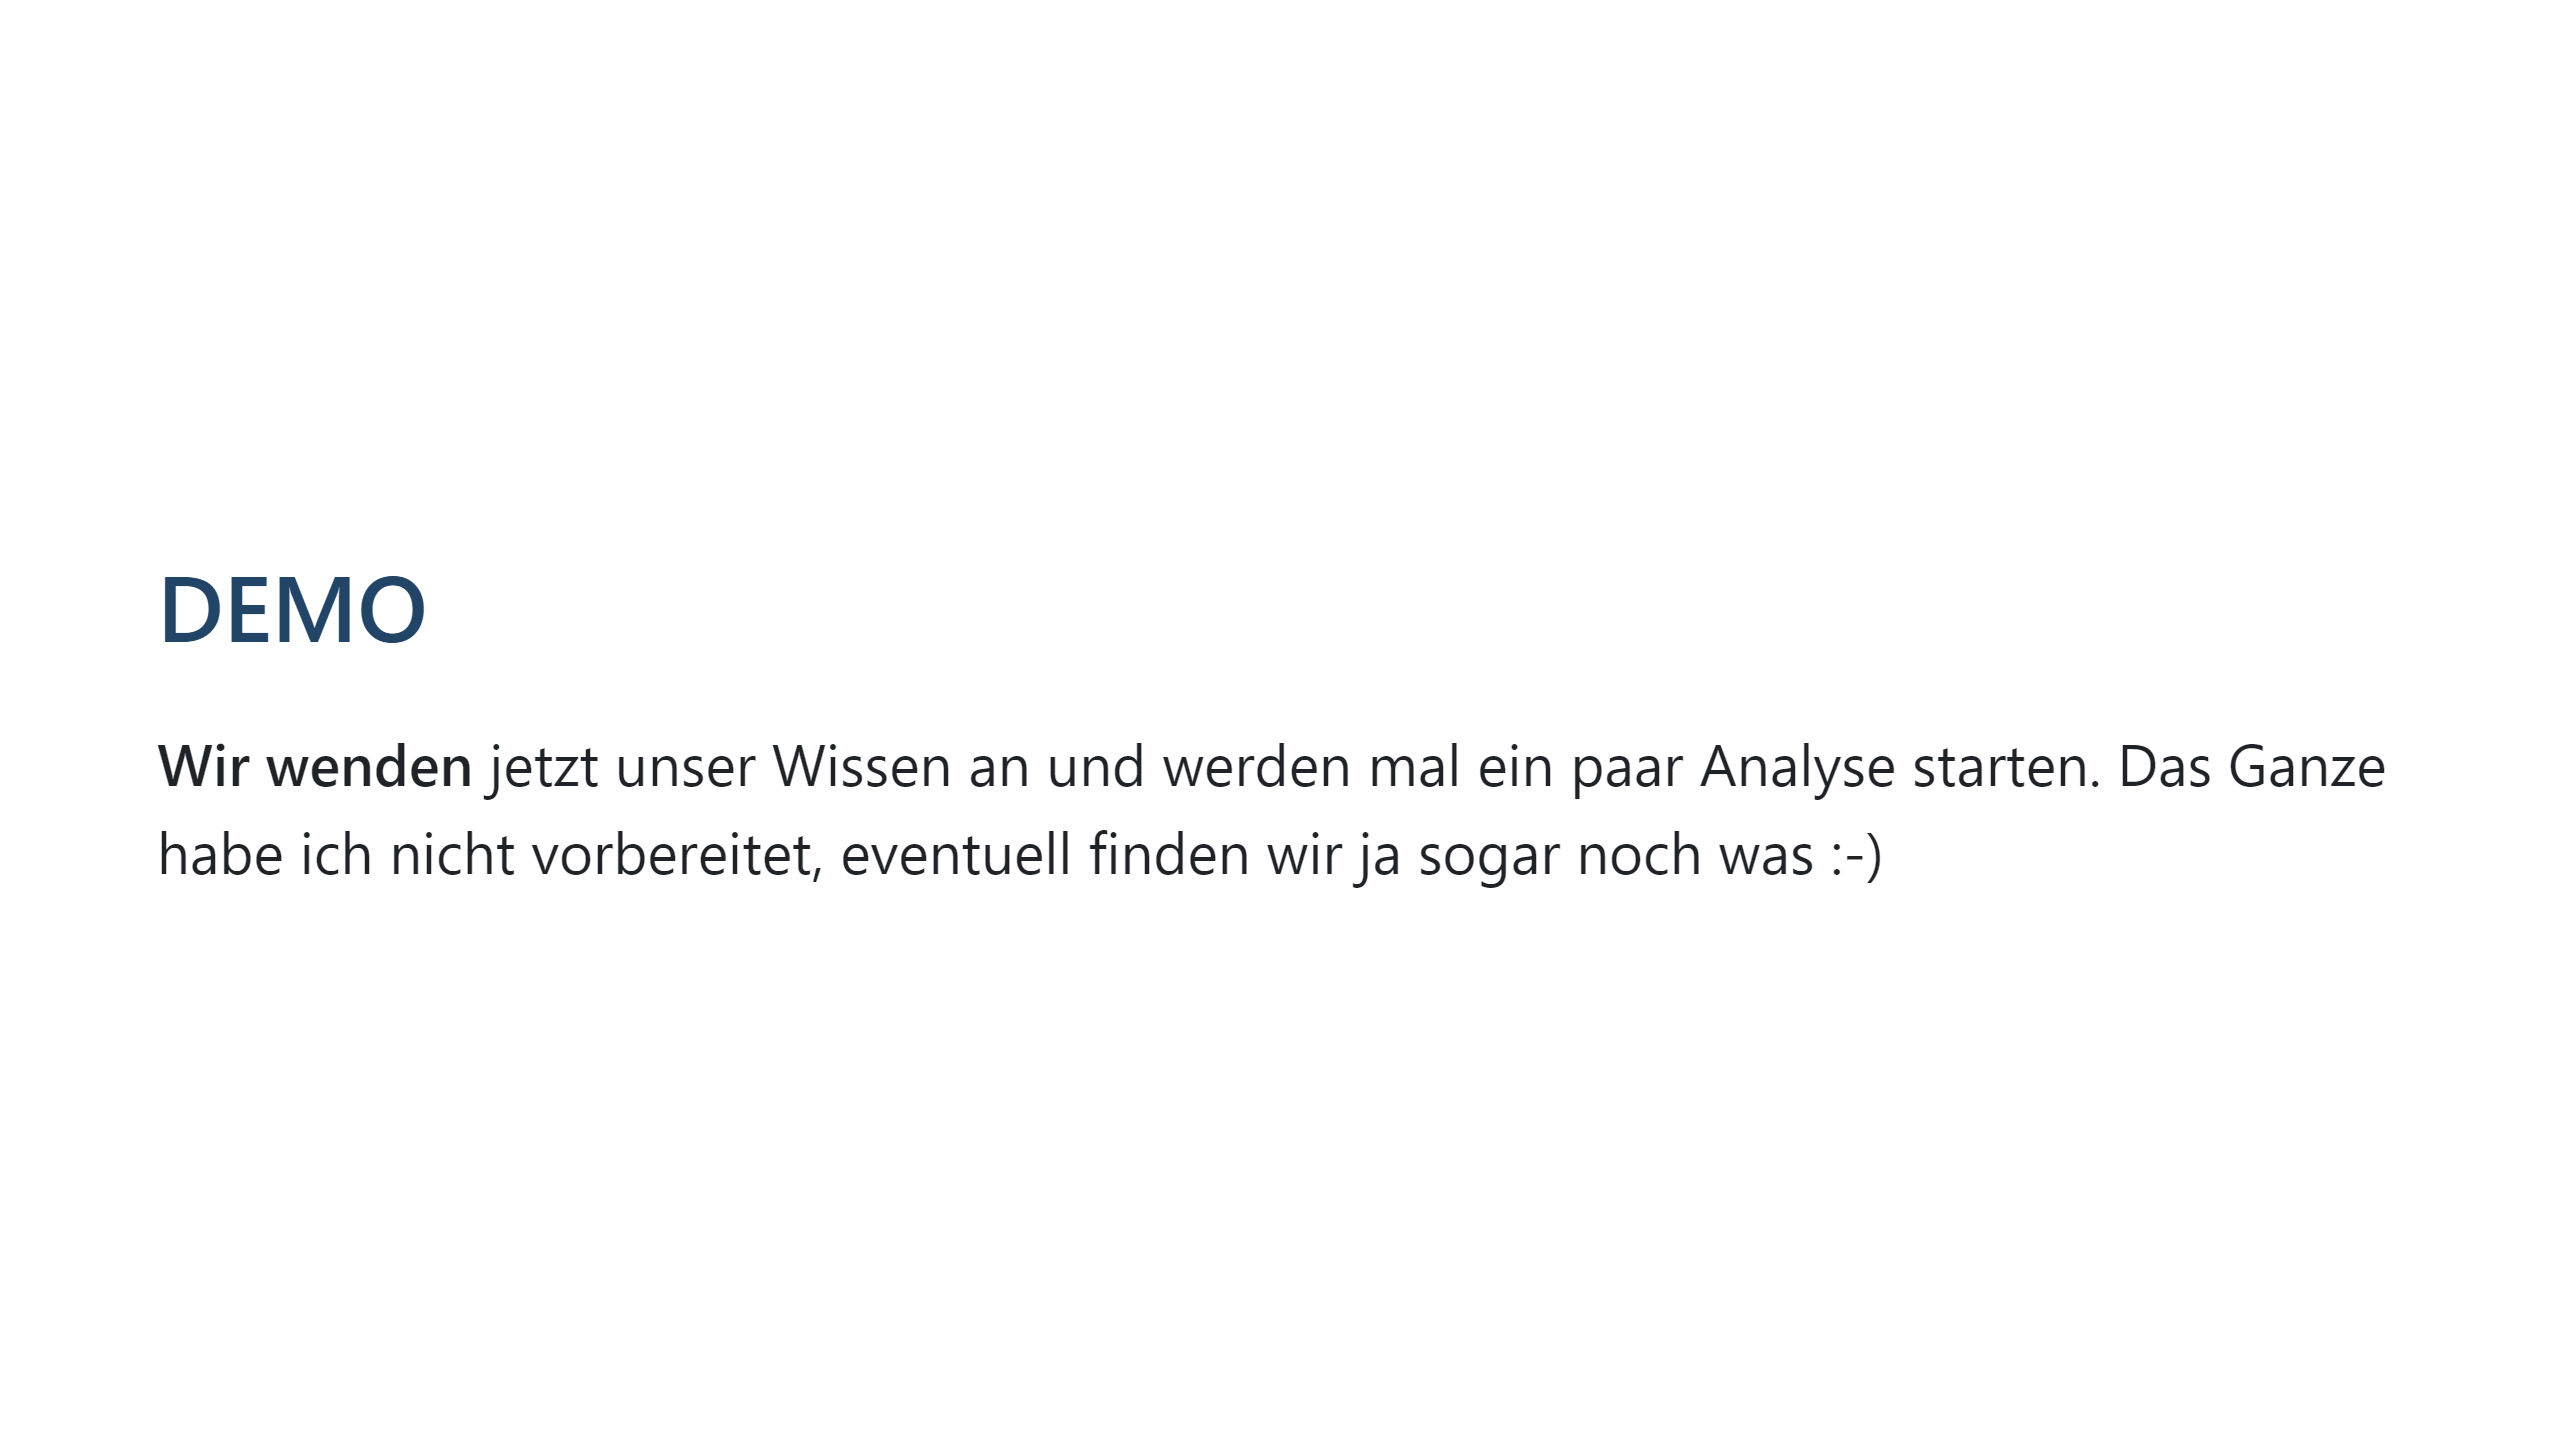 DEMO
Wir wenden jetzt unser Wissen an und werden mal ein paar Analyse starten. Das Ganze
habe ich nicht vorbereitet, eventuell finden wir ja sogar noch was :-)